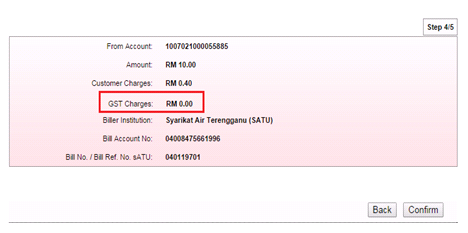 Step 4/5
From Account: 1007021000055885
Amount: RM 10.00
Customer Charges: RM 0.40
GST Charges: RM 0.00
Biller Institution: Syarikat Air Terengganu (SATU)
Bill Account No: 04008475661996
Bill No. / Bill Ref. No. sATU: 040119701
Back Confirm